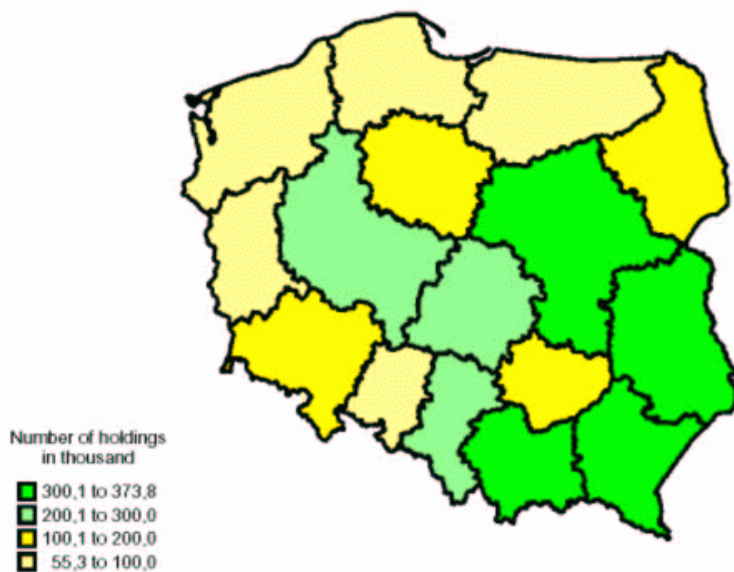 Number of holdings
in thousand
300,1 to 373,8
200,1 to 300,0
100,1 to 200,0
55,3 to 100,0